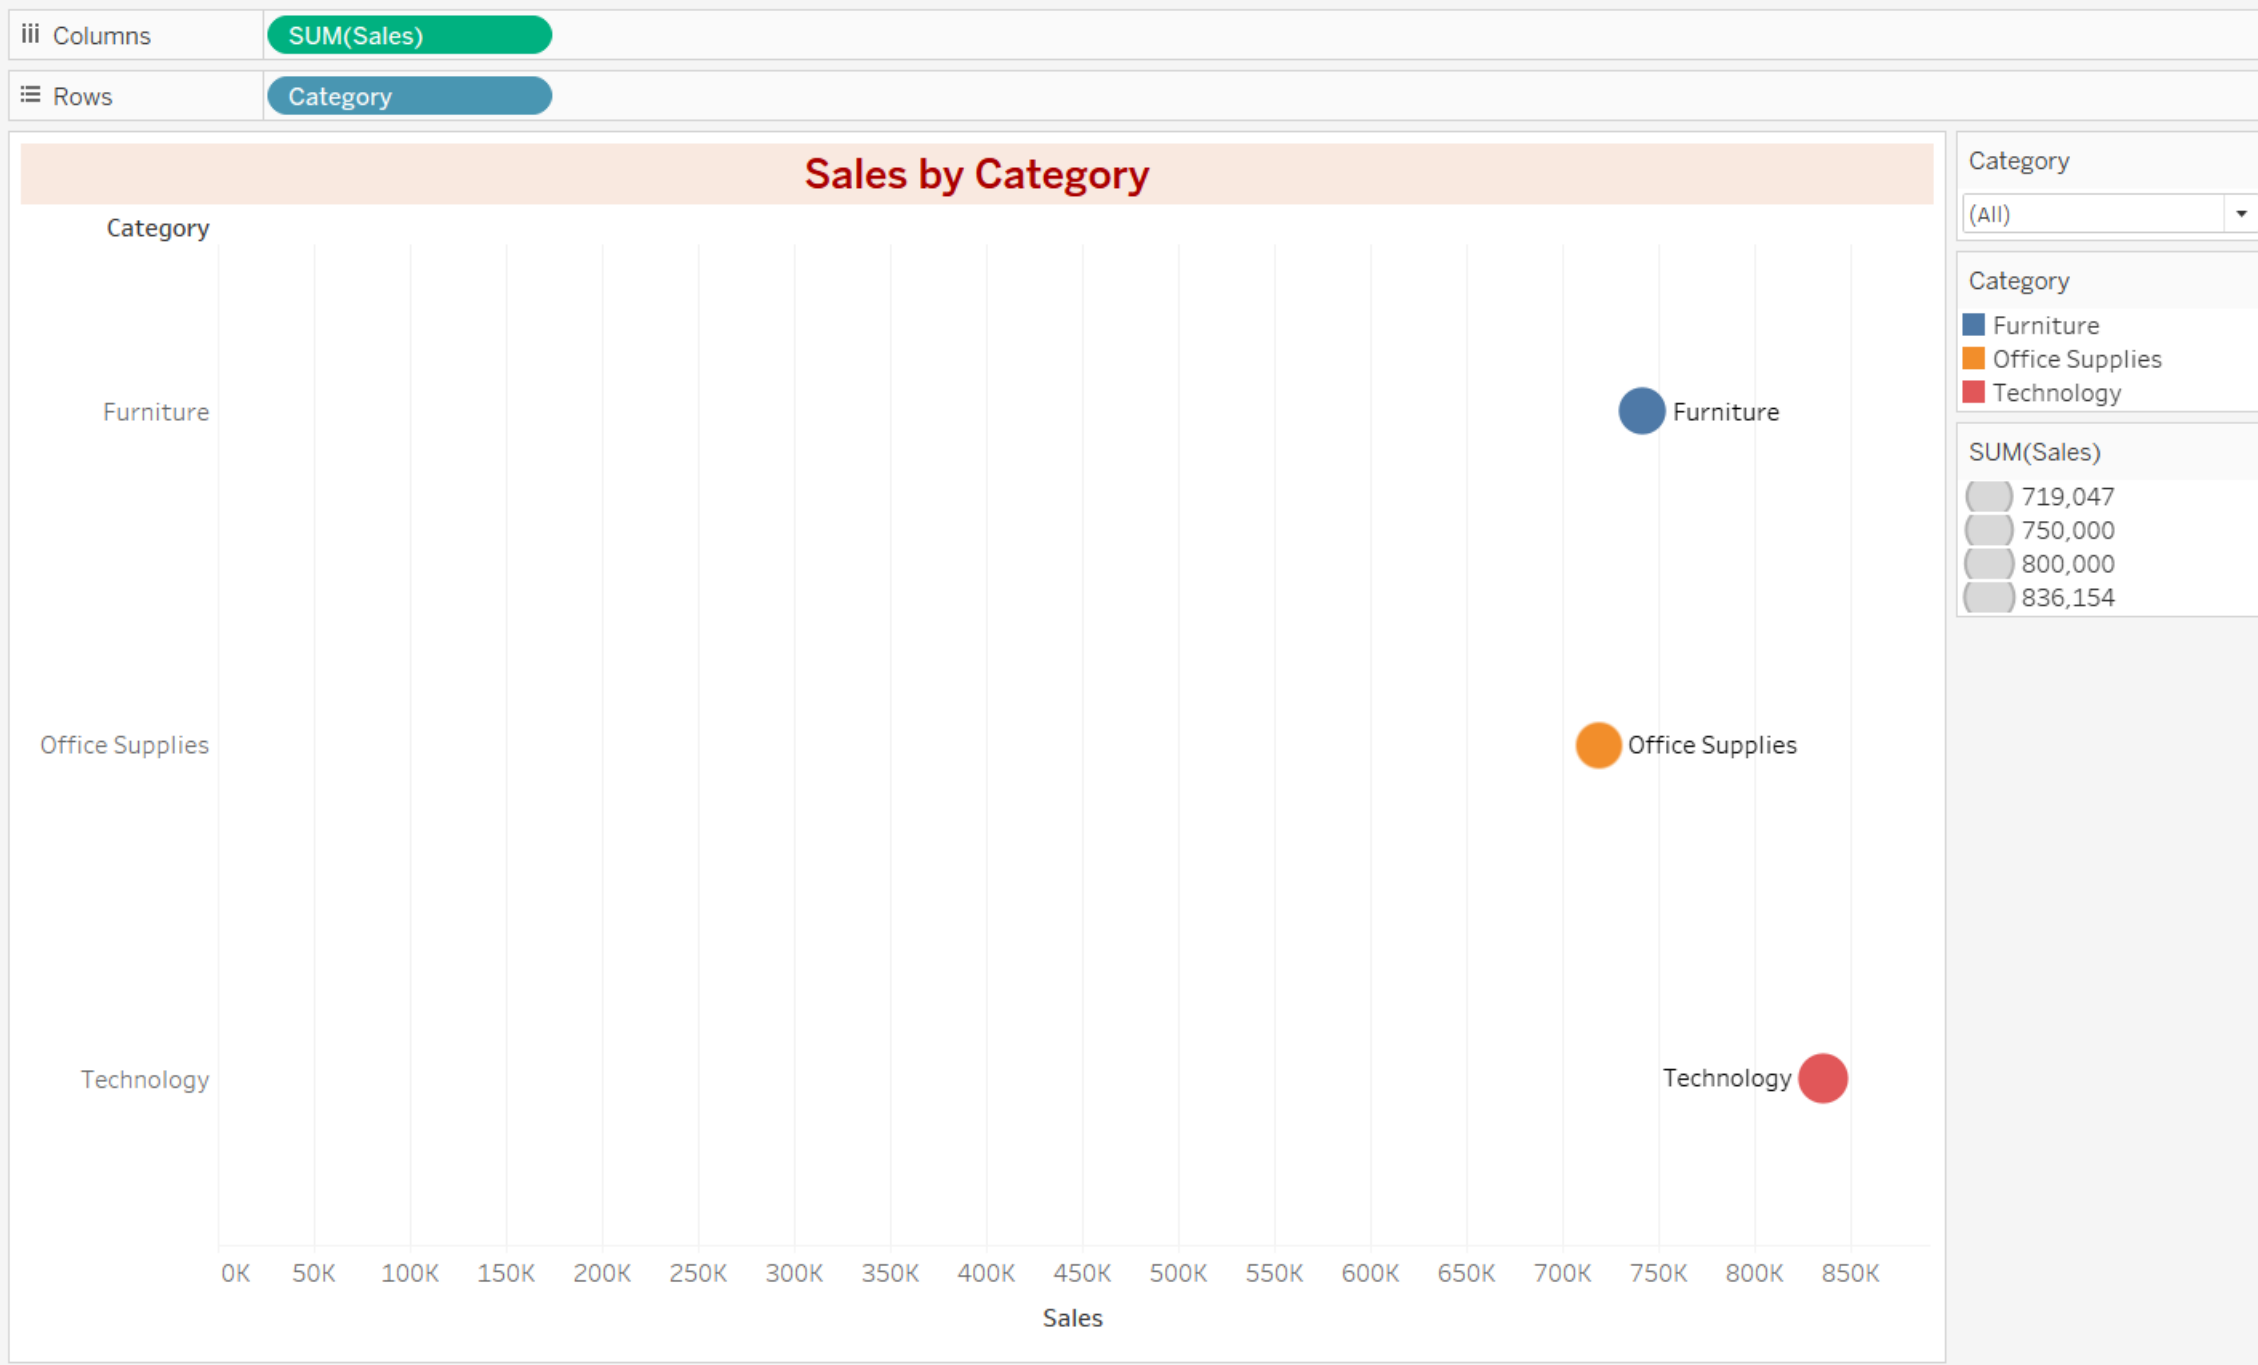 Columns SUM(Sales)
Rows Category
Sales by Category
Category
Furniture
Furniture
Office Supplies
Office Supplies
Technology
Technology
0K 50K 100K 150K 200K 250K 300K 350K 400K 450K 500K 550K 600K 650K 700K 750K 800K 850K
Sales
Category
(All)
Category
Furniture
Office Supplies
Technology
SUM(Sales)
719,047
750,000
800,000
836,154